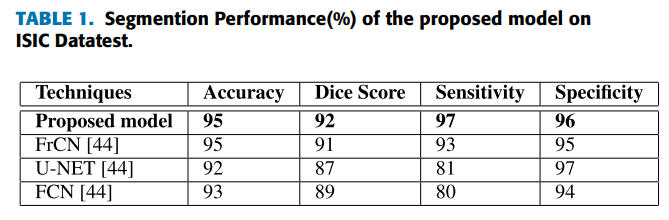 TABLE 1. Segmention Performance(%) of the proposed model on
ISIC Datatest.
Techniques Accuracy Dice Score Sensitivity Specificity
Proposed model 95 92 97 96
FrCN [44] 95 91 93 95
U-NET [44] 92 87 81 97
FCN [44] 93 89 80 94